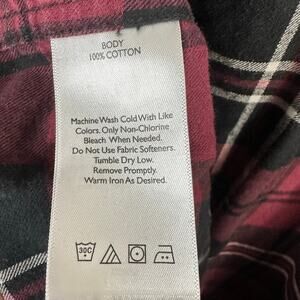 BODY
100% COTTON
Machine Wash Cold With Like
Colors. Only Non-Chlorine
Bleach When Needed.
Do Not Use Fabric Softeners.
Tumble Dry Low.
Remove Promptly.
Warm Iron As Desired.
30C